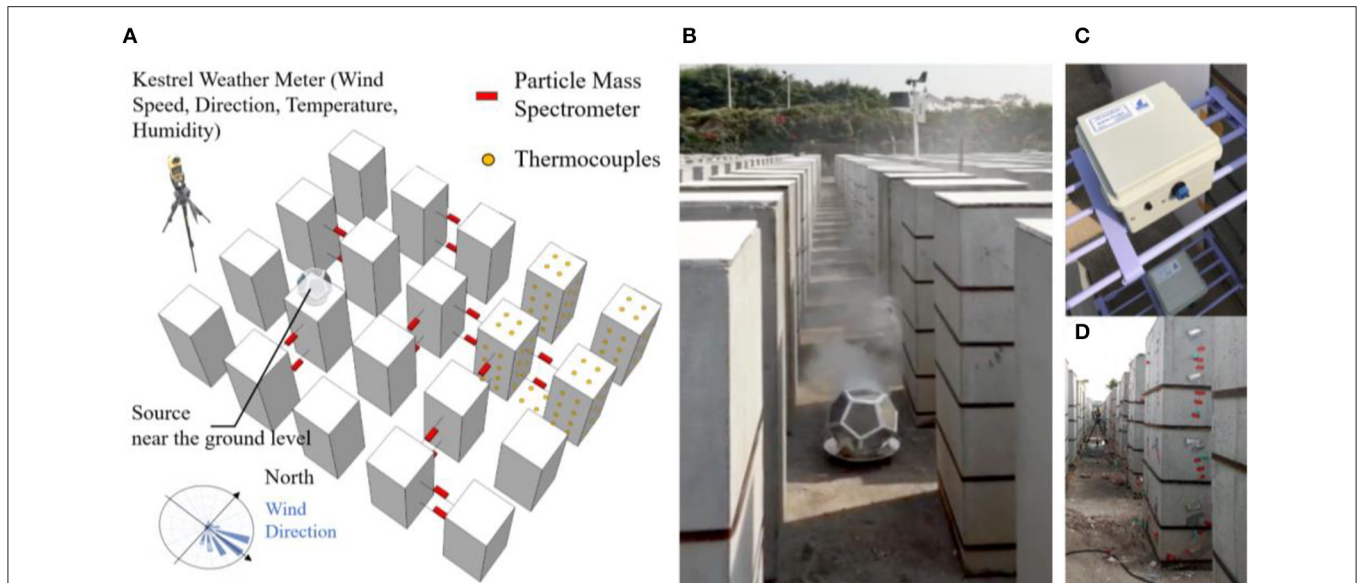 A
B
C
Kestrel Weather Meter (Wind
Speed, Direction, Temperature,
Humidity)
Particle Mass
Spectrometer
Thermocouples
Source
near the ground level
North
Wind
Direction
D